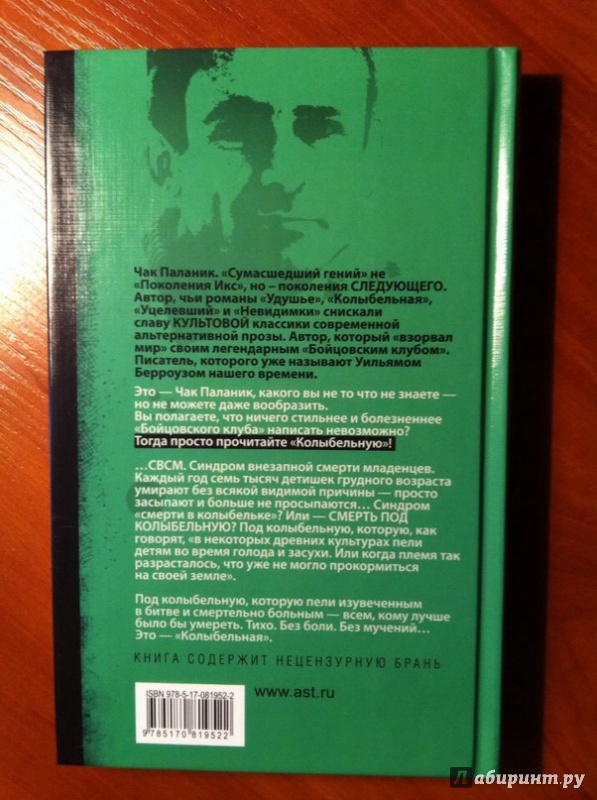 Чак Паланик. «Сумасшедший гений» не
«Поколения Икс», но – поколения СЛЕДУЮЩЕГО.
Автор, чьи романы «Удушье», «Колыбельная»,
«Уцелевший» и «Невидимки» снискали
славу КУЛЬТОВОЙ классики современной
альтернативной прозы. Автор, который «взорвал
мир» своим легендарным «Бойцовским клубом».
Писатель, которого уже называют Уильямом
Берроузом нашего времени.
Это — Чак Паланик, какого вы не то что не знаете —
но не можете даже вообразить.
Вы полагаете, что ничего стильнее и болезненнее
«Бойцовского клуба» написать невозможно?
Тогда просто прочитайте «Колыбельную»!
…СВСМ. Синдром внезапной смерти младенцев.
Каждый год семь тысяч детишек грудного возраста
умирают без всякой видимой причины — просто
засыпают и больше не просыпаются… Синдром
«смерти в колыбельке»? Или — СМЕРТЬ ПОД
КОЛЫБЕЛЬНУЮ? Под колыбельную, которую, как
говорят, «в некоторых древних культурах пели
детям во время голода и засухи. Или когда племя так
разрасталось, что уже не могло прокормиться
на своей земле».
Под колыбельную, которую пели изувеченным
в битве и смертельно больным — всем, кому лучше
было бы умереть. Тихо. Без боли. Без мучений…
Это — «Колыбельная».
КНИГА СОДЕРЖИТ НЕЦЕНЗУРНУЮ БРАНЬ
ISBN 978-5-17-081952-2
www.ast.ru
9 785170 819522
Лабиринт.ру